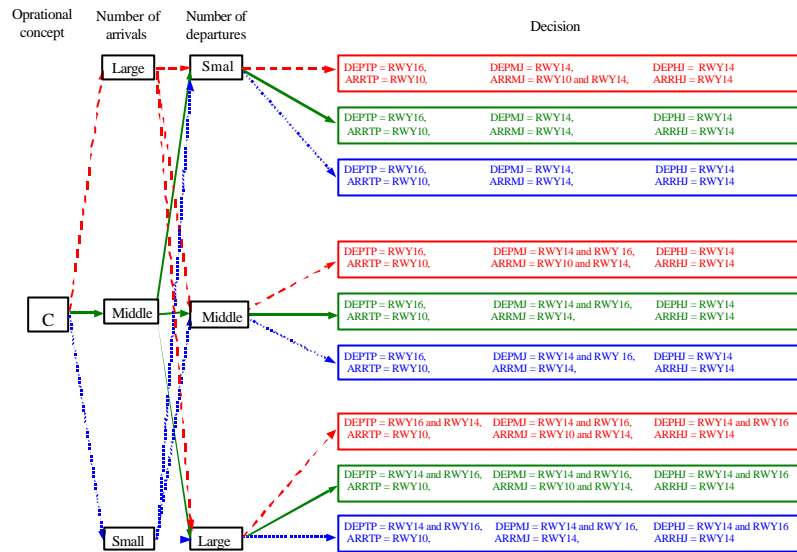 Oprational concept
Number of arrivals
Number of departures
Decision
Large
Smal
DEPTP = RWY16, DEPMJ = RWY14, DEPHJ = RWY14
ARRTP = RWY10, ARRMJ = RWY10 and RWY14, ARRHJ = RWY14
DEPTP = RWY16, DEPMJ = RWY14, DEPHJ = RWY14
ARRTP = RWY10, ARRMJ = RWY14, ARRHJ = RWY14
DEPTP = RWY16, DEPMJ = RWY14, DEPHJ = RWY14
ARRTP = RWY10, ARRMJ = RWY14, ARRHJ = RWY14
DEPTP = RWY16, DEPMJ = RWY14 and RWY 16, DEPHJ = RWY14
ARRTP = RWY10, ARRMJ = RWY10 and RWY14, ARRHJ = RWY14
C
Middle
Middle
DEPTP = RWY16, DEPMJ = RWY14 and RWY16, DEPHJ = RWY14
ARRTP = RWY10, ARRMJ = RWY14, ARRHJ = RWY14
DEPTP = RWY16, DEPMJ = RWY14 and RWY 16, DEPHJ = RWY14
ARRTP = RWY10, ARRMJ = RWY14, ARRHJ = RWY14
DEPTP = RWY16 and RWY14, DEPMJ = RWY14 and RWY16, DEPHJ = RWY14 and RWY16
ARRTP = RWY10, ARRMJ = RWY10 and RWY14, ARRHJ = RWY14
DEPTP = RWY14 and RWY16, DEPMJ = RWY14 and RWY16, DEPHJ = RWY14 and RWY16
ARRTP = RWY10, ARRMJ = RWY10 and RWY14, ARRHJ = RWY14
Small
Large
DEPTP = RWY14 and RWY16, DEPMJ = RWY14 and RWY 16, DEPHJ = RWY14 and RWY16
ARRTP = RWY10, ARRMJ = RWY14, ARRHJ = RWY14